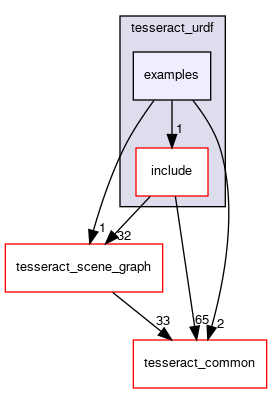 tesseract_urdf
examples
1
include
1
32
tesseract_scene_graph
33
65
2
tesseract_common